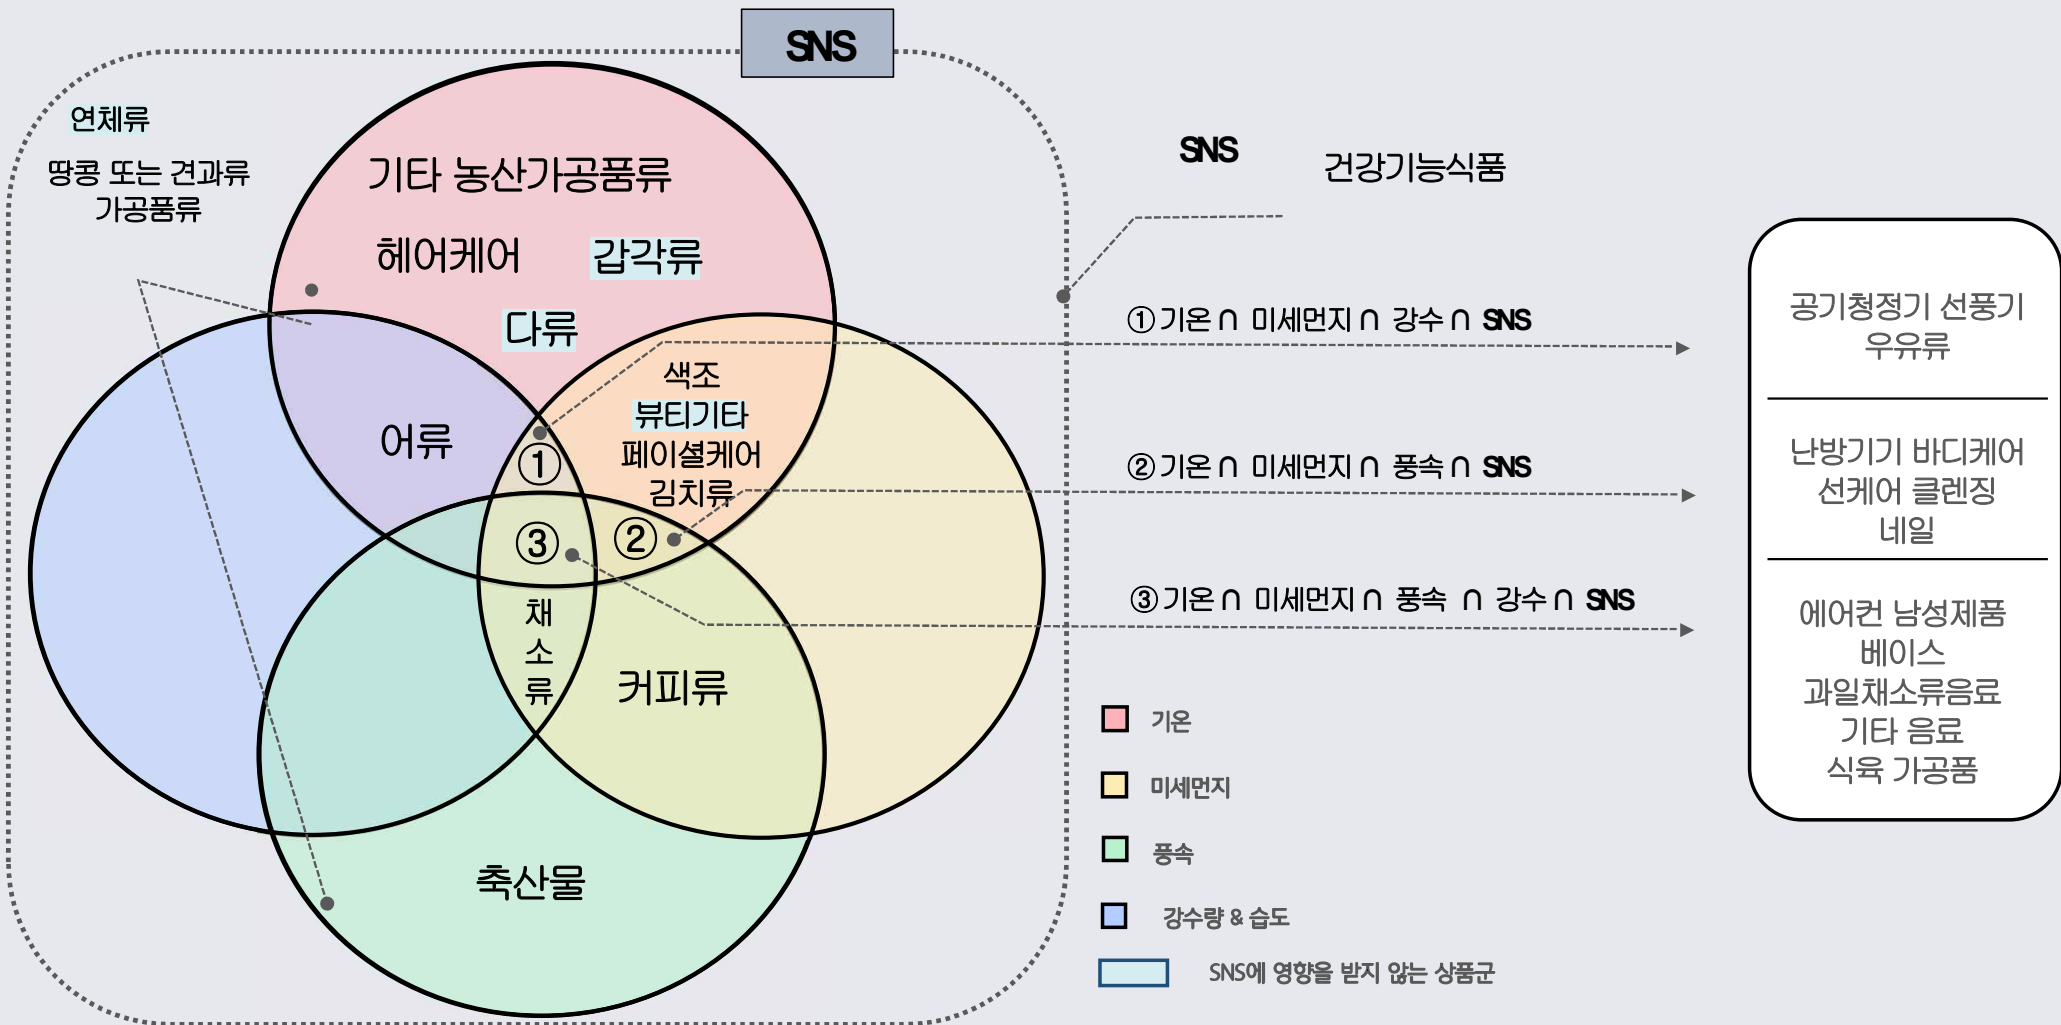 SNS
연체류
땅콩 또는 견과류
가공품류
기타 농산가공품류
헤어케어 갑각류
다류
색조
뷰티기타
페이셜케어
김치류
어류
①
②
③
채
소
류
커피류
축산물
SNS 건강기능식품
① 기온 ∩ 미세먼지 ∩ 강수 ∩ SNS
② 기온 ∩ 미세먼지 ∩ 풍속 ∩ SNS
③ 기온 ∩ 미세먼지 ∩ 풍속 ∩ 강수 ∩ SNS
공기청정기 선풍기
우유류
난방기기 바디케어
선케어 클렌징
네일
에어컨 남성제품
베이스
과일채소류음료
기타 음료
식육 가공품
기온
미세먼지
풍속
강수량 & 습도
SNS에 영향을 받지 않는 상품군